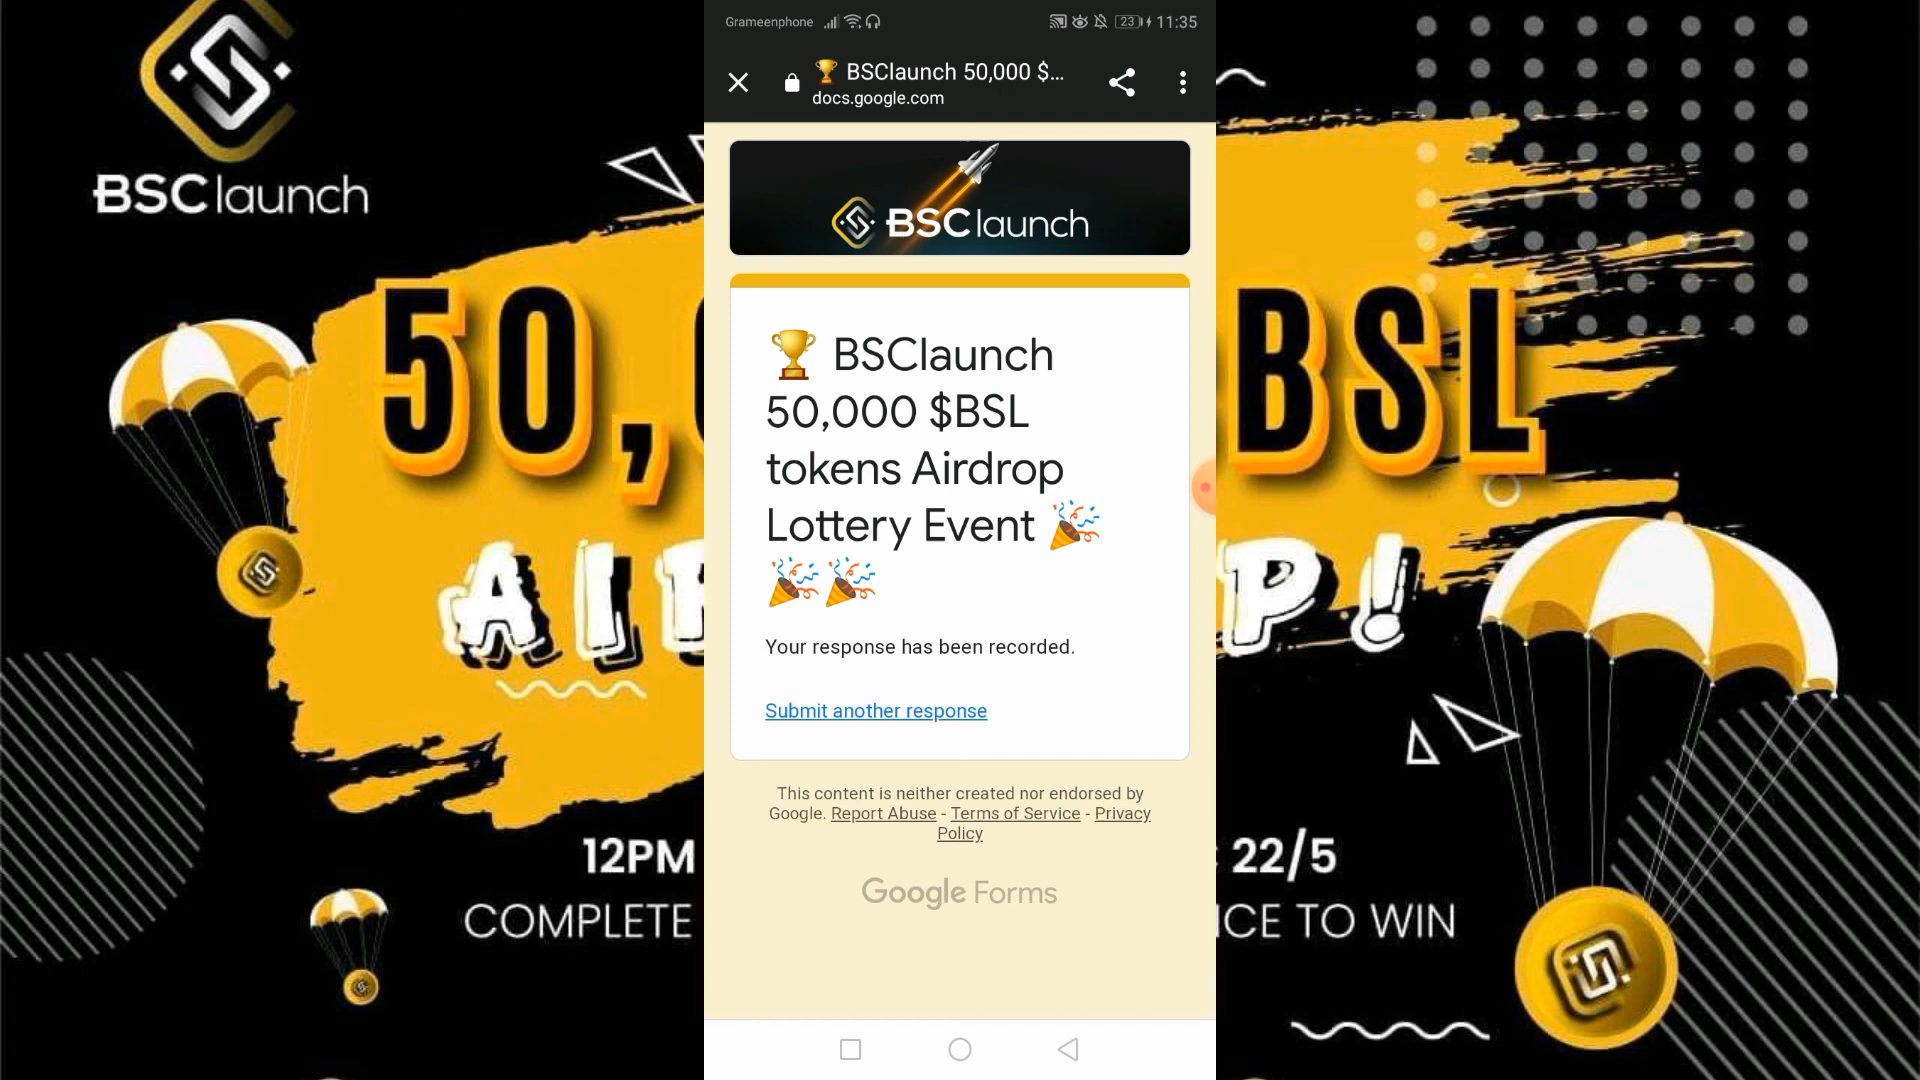 BSClaunch
50,
BSL
AI
P!
12PM
22/5
COMPLETE
CE TO WIN
Grameenphone
23
11:35
🏆 BSClaunch 50,000 $...
docs.google.com
BSClaunch
🏆 BSClaunch
50,000 $BSL
tokens Airdrop
Lottery Event 🎉
🎉🎉
Your response has been recorded.
Submit another response
This content is neither created nor endorsed by
Google. Report Abuse - Terms of Service - Privacy
Policy
Google Forms